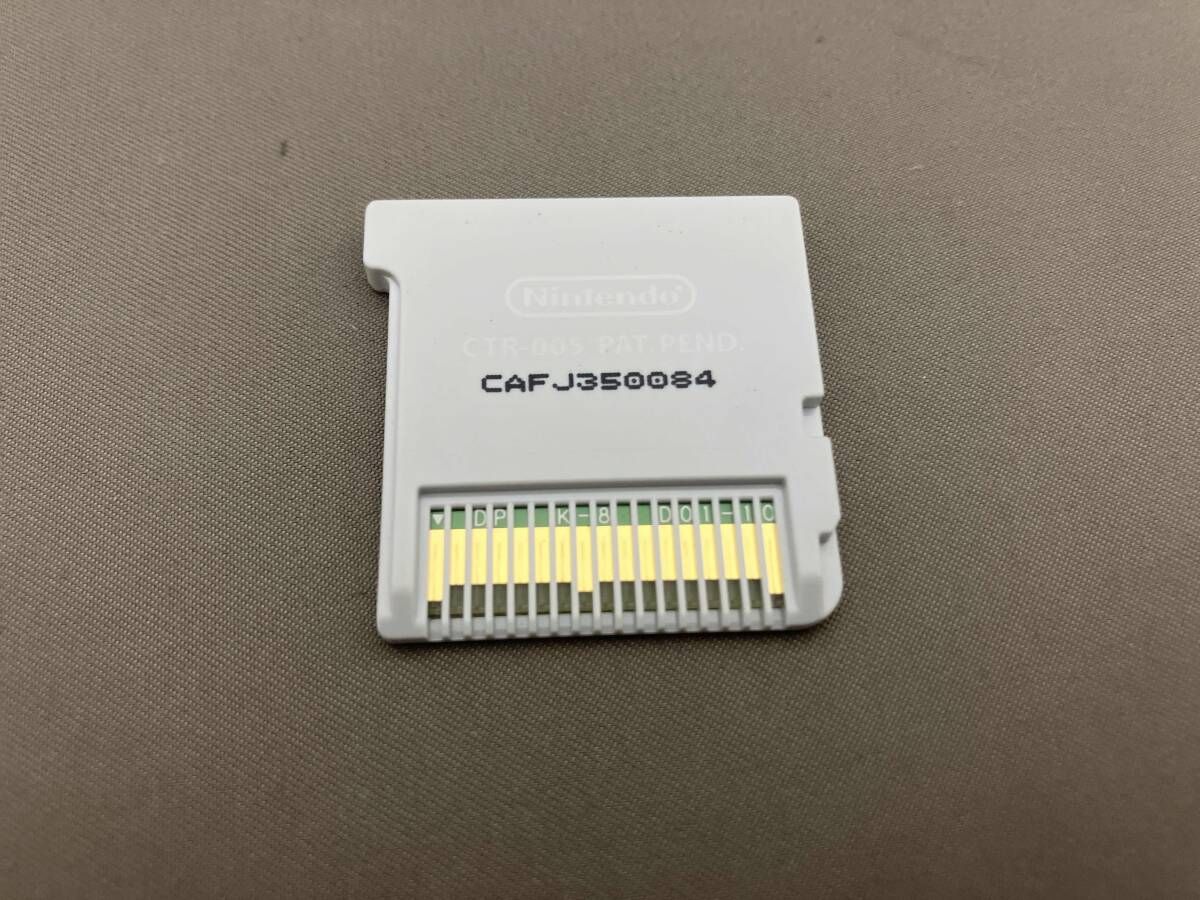 Nintendo®
CTR-005 PAT.PEND.
CAFJ350084
▼ DP K-8 D01-1C